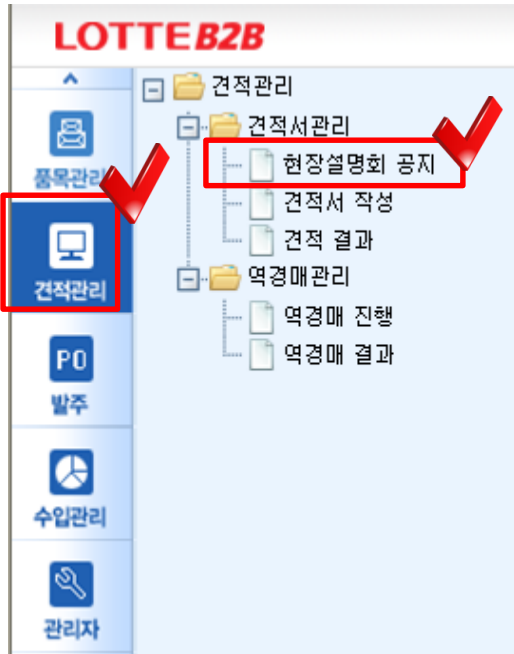 LOTTE B2B
품목관리
견적관리
PO
발주
수입관리
관리자
견적관리
견적서관리
현장설명회 공지
견적서 작성
견적 결과
역경매관리
역경매 진행
역경매 결과